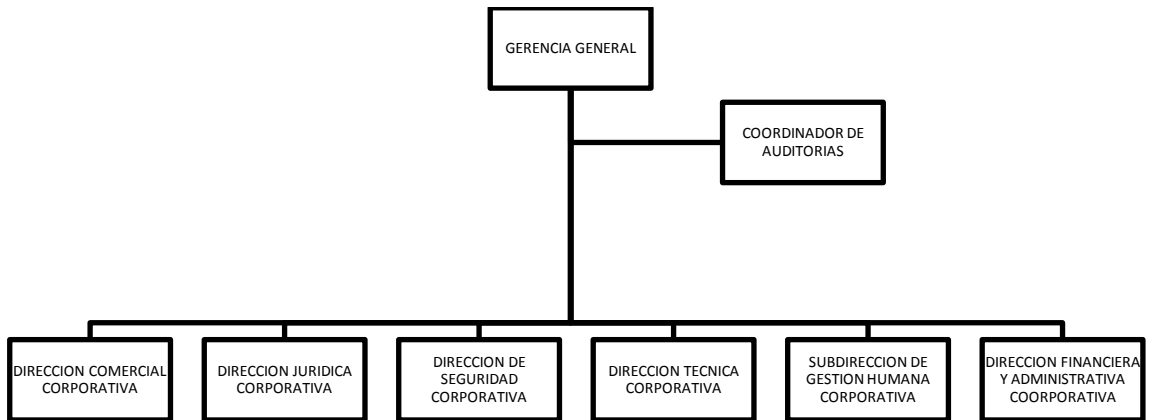 GERENCIA GENERAL
COORDINADOR DE
AUDITORIAS
DIRECCION COMERCIAL
CORPORATIVA
DIRECCION JURIDICA
CORPORATIVA
DIRECCION DE
SEGURIDAD
CORPORATIVA
DIRECCION TECNICA
CORPORATIVA
SUBDIRECCION DE
GESTION HUMANA
CORPORATIVA
DIRECCION FINANCIERA
Y ADMINISTRATIVA
COORPORATIVA